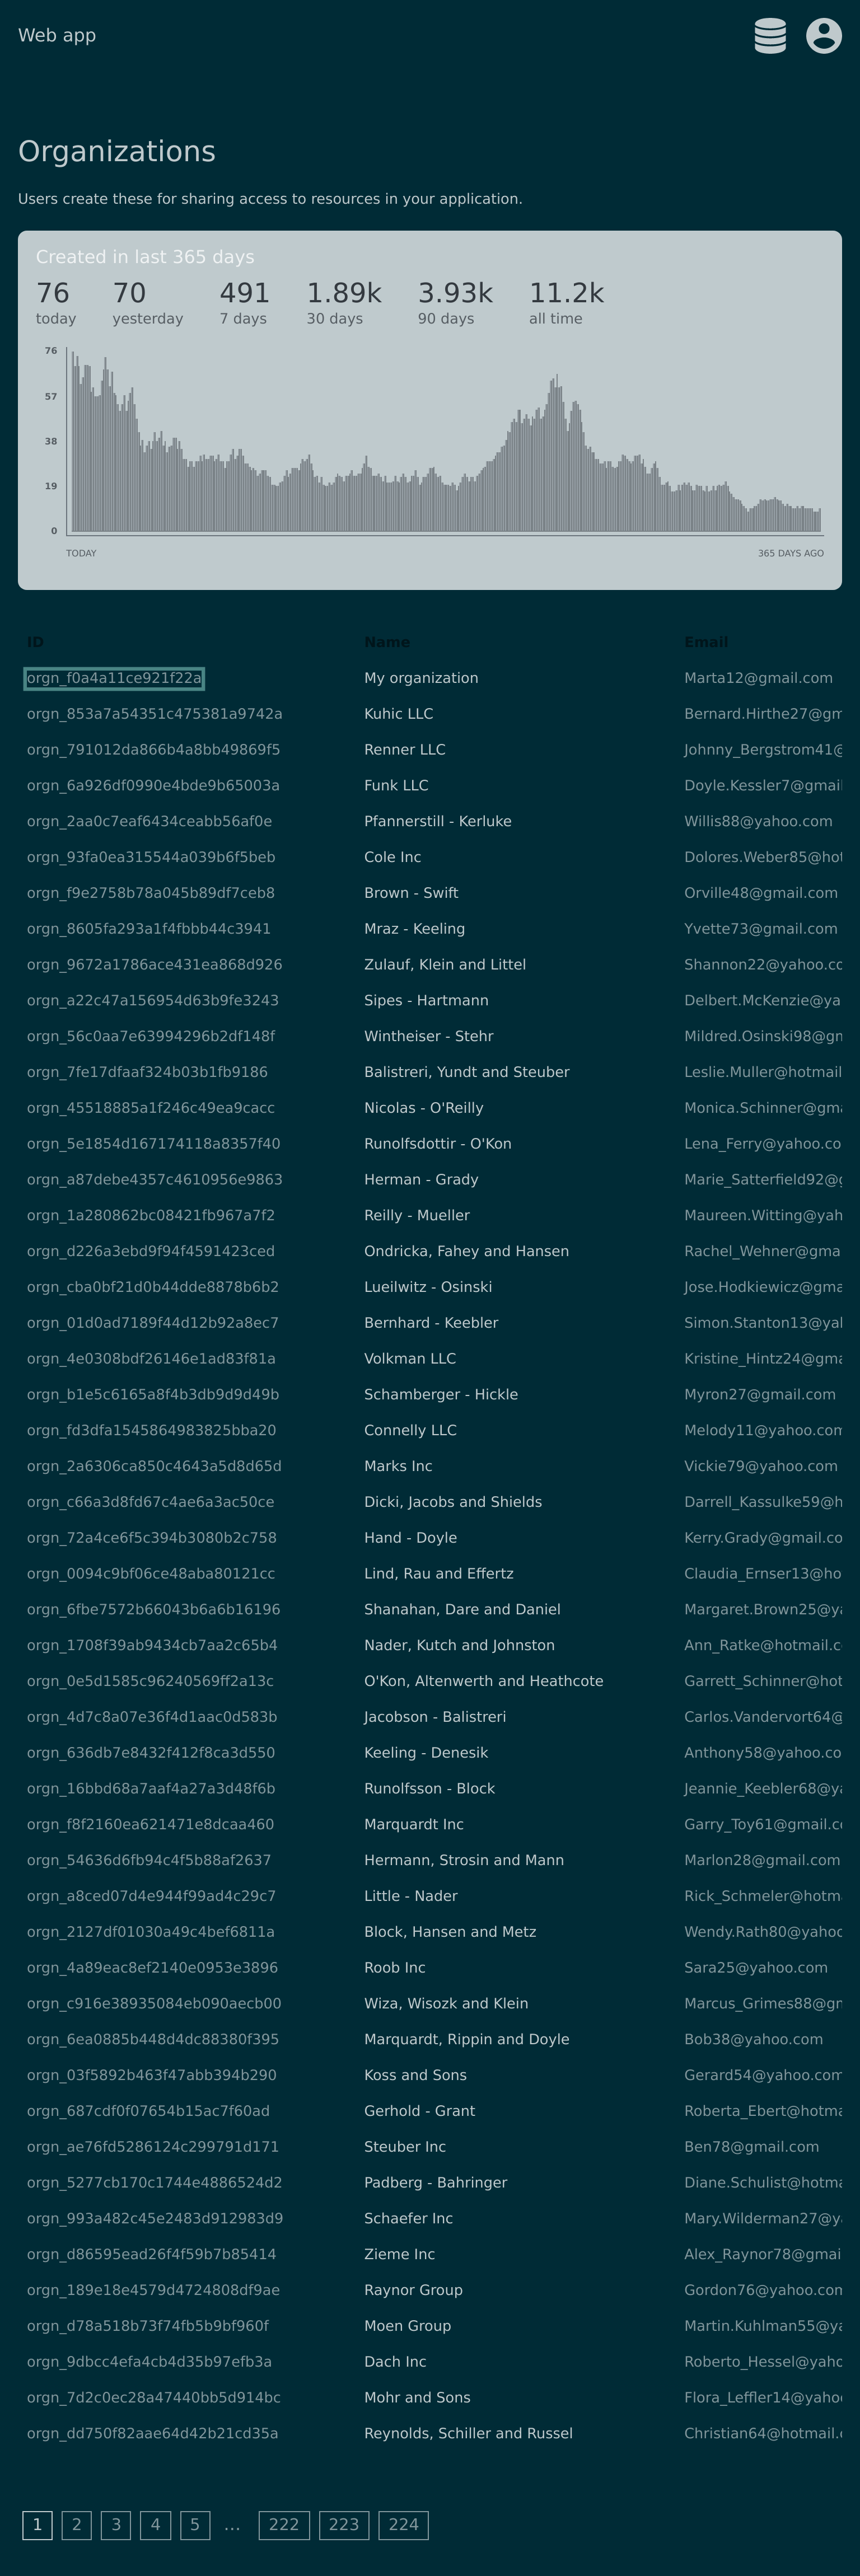 Web app
Organizations
Users create these for sharing access to resources in your application.
Created in last 365 days
76 70 491 1.89k 3.93k 11.2k
today yesterday 7 days 30 days 90 days all time
76
57
38
19
0
TODAY 365 DAYS AGO
ID Name Email
orgn_f0a4a11ce921f22a My organization Marta12@gmail.com
orgn_853a7a54351c475381a9742a Kuhic LLC Bernard.Hirthe27@gm
orgn_791012da866b4a8bb49869f5 Renner LLC Johnny_Bergstrom41@
orgn_6a926df0990e4bde9b65003a Funk LLC Doyle.Kessler7@gmail
orgn_2aa0c7eaf6434ceabb56af0e Pfannerstill - Kerluke Willis88@yahoo.com
orgn_93fa0ea315544a039b6f5beb Cole Inc Dolores.Weber85@hot
orgn_f9e2758b78a045b89df7ceb8 Brown - Swift Orville48@gmail.com
orgn_8605fa293a1f4fbbb44c3941 Mraz - Keeling Yvette73@gmail.com
orgn_9672a1786ace431ea868d926 Zulauf, Klein and Littel Shannon22@yahoo.co
orgn_a22c47a156954d63b9fe3243 Sipes - Hartmann Delbert.McKenzie@ya
orgn_56c0aa7e63994296b2df148f Wintheiser - Stehr Mildred.Osinski98@gm
orgn_7fe17dfaaf324b03b1fb9186 Balistreri, Yundt and Steuber Leslie.Muller@hotmail
orgn_45518885a1f246c49ea9cacc Nicolas - O'Reilly Monica.Schinner@gma
orgn_5e1854d167174118a8357f40 Runolfsdottir - O'Kon Lena_Ferry@yahoo.co
orgn_a87debe4357c4610956e9863 Herman - Grady Marie_Satterfield92@g
orgn_1a280862bc08421fb967a7f2 Reilly - Mueller Maureen.Witting@yah
orgn_d226a3ebd9f94f4591423ced Ondricka, Fahey and Hansen Rachel_Wehner@gma
orgn_cba0bf21d0b44dde8878b6b2 Lueilwitz - Osinski Jose.Hodkiewicz@gma
orgn_01d0ad7189f44d12b92a8ec7 Bernhard - Keebler Simon.Stanton13@yah
orgn_4e0308bdf26146e1ad83f81a Volkman LLC Kristine_Hintz24@gma
orgn_b1e5c6165a8f4b3db9d9d49b Schamberger - Hickle Myron27@gmail.com
orgn_fd3dfa1545864983825bba20 Connelly LLC Melody11@yahoo.com
orgn_2a6306ca850c4643a5d8d65d Marks Inc Vickie79@yahoo.com
orgn_c66a3d8fd67c4ae6a3ac50ce Dicki, Jacobs and Shields Darrell_Kassulke59@h
orgn_72a4ce6f5c394b3080b2c758 Hand - Doyle Kerry.Grady@gmail.co
orgn_0094c9bf06ce48aba80121cc Lind, Rau and Effertz Claudia_Ernser13@ho
orgn_6fbe7572b66043b6a6b16196 Shanahan, Dare and Daniel Margaret.Brown25@ya
orgn_1708f39ab9434cb7aa2c65b4 Nader, Kutch and Johnston Ann_Ratke@hotmail.c
orgn_0e5d1585c96240569ff2a13c O'Kon, Altenwerth and Heathcote Garrett_Schinner@hot
orgn_4d7c8a07e36f4d1aac0d583b Jacobson - Balistreri Carlos.Vandervort64@
orgn_636db7e8432f412f8ca3d550 Keeling - Denesik Anthony58@yahoo.co
orgn_16bbd68a7aaf4a27a3d48f6b Runolfsson - Block Jeannie_Keebler68@ya
orgn_f8f2160ea621471e8dcaa460 Marquardt Inc Garry_Toy61@gmail.co
orgn_54636d6fb94c4f5b88af2637 Hermann, Strosin and Mann Marlon28@gmail.com
orgn_a8ced07d4e944f99ad4c29c7 Little - Nader Rick_Schmeler@hotma
orgn_2127df01030a49c4bef6811a Block, Hansen and Metz Wendy.Rath80@yahoo
orgn_4a89eac8ef2140e0953e3896 Roob Inc Sara25@yahoo.com
orgn_c916e38935084eb090aecb00 Wiza, Wisozk and Klein Marcus_Grimes88@gm
orgn_6ea0885b448d4dc88380f395 Marquardt, Rippin and Doyle Bob38@yahoo.com
orgn_03f5892b463f47abb394b290 Koss and Sons Gerard54@yahoo.com
orgn_687cdf0f07654b15ac7f60ad Gerhold - Grant Roberta_Ebert@hotma
orgn_ae76fd5286124c299791d171 Steuber Inc Ben78@gmail.com
orgn_5277cb170c1744e4886524d2 Padberg - Bahringer Diane.Schulist@hotma
orgn_993a482c45e2483d912983d9 Schaefer Inc Mary.Wilderman27@ya
orgn_d86595ead26f4f59b7b85414 Zieme Inc Alex_Raynor78@gmai
orgn_189e18e4579d4724808df9ae Raynor Group Gordon76@yahoo.com
orgn_d78a518b73f74fb5b9bf960f Moen Group Martin.Kuhlman55@ya
orgn_9dbcc4efa4cb4d35b97efb3a Dach Inc Roberto_Hessel@yaho
orgn_7d2c0ec28a47440bb5d914bc Mohr and Sons Flora_Leffler14@yahoo
orgn_dd750f82aae64d42b21cd35a Reynolds, Schiller and Russel Christian64@hotmail.c
1 2 3 4 5 ... 222 223 224